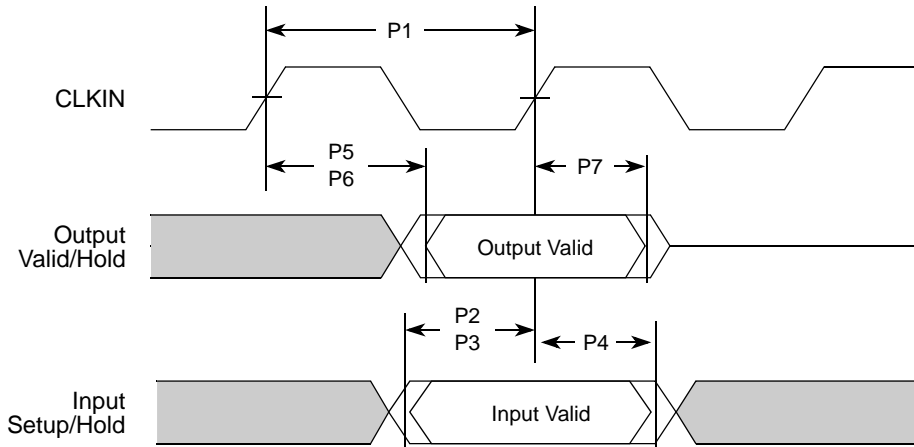 P1
CLKIN
P5
P6
P7
Output
Valid/Hold
Output Valid
P2
P3
P4
Input
Setup/Hold
Input Valid